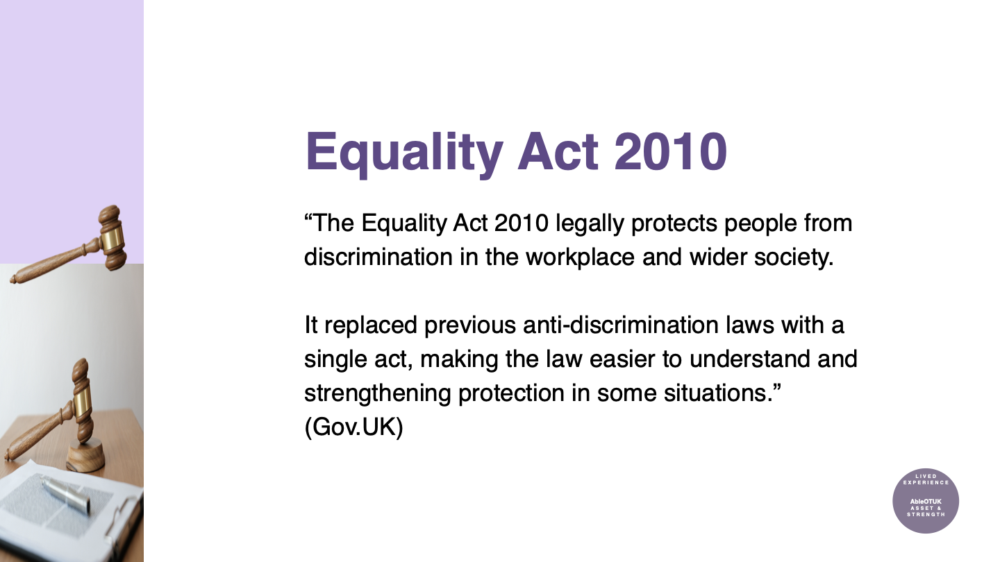 Equality Act 2010
“The Equality Act 2010 legally protects people from
discrimination in the workplace and wider society.
It replaced previous anti-discrimination laws with a
single act, making the law easier to understand and
strengthening protection in some situations.”
(Gov.UK)
LIVED
EXPERIENCE
AbleOTUK
ASSET &
STRENGTH